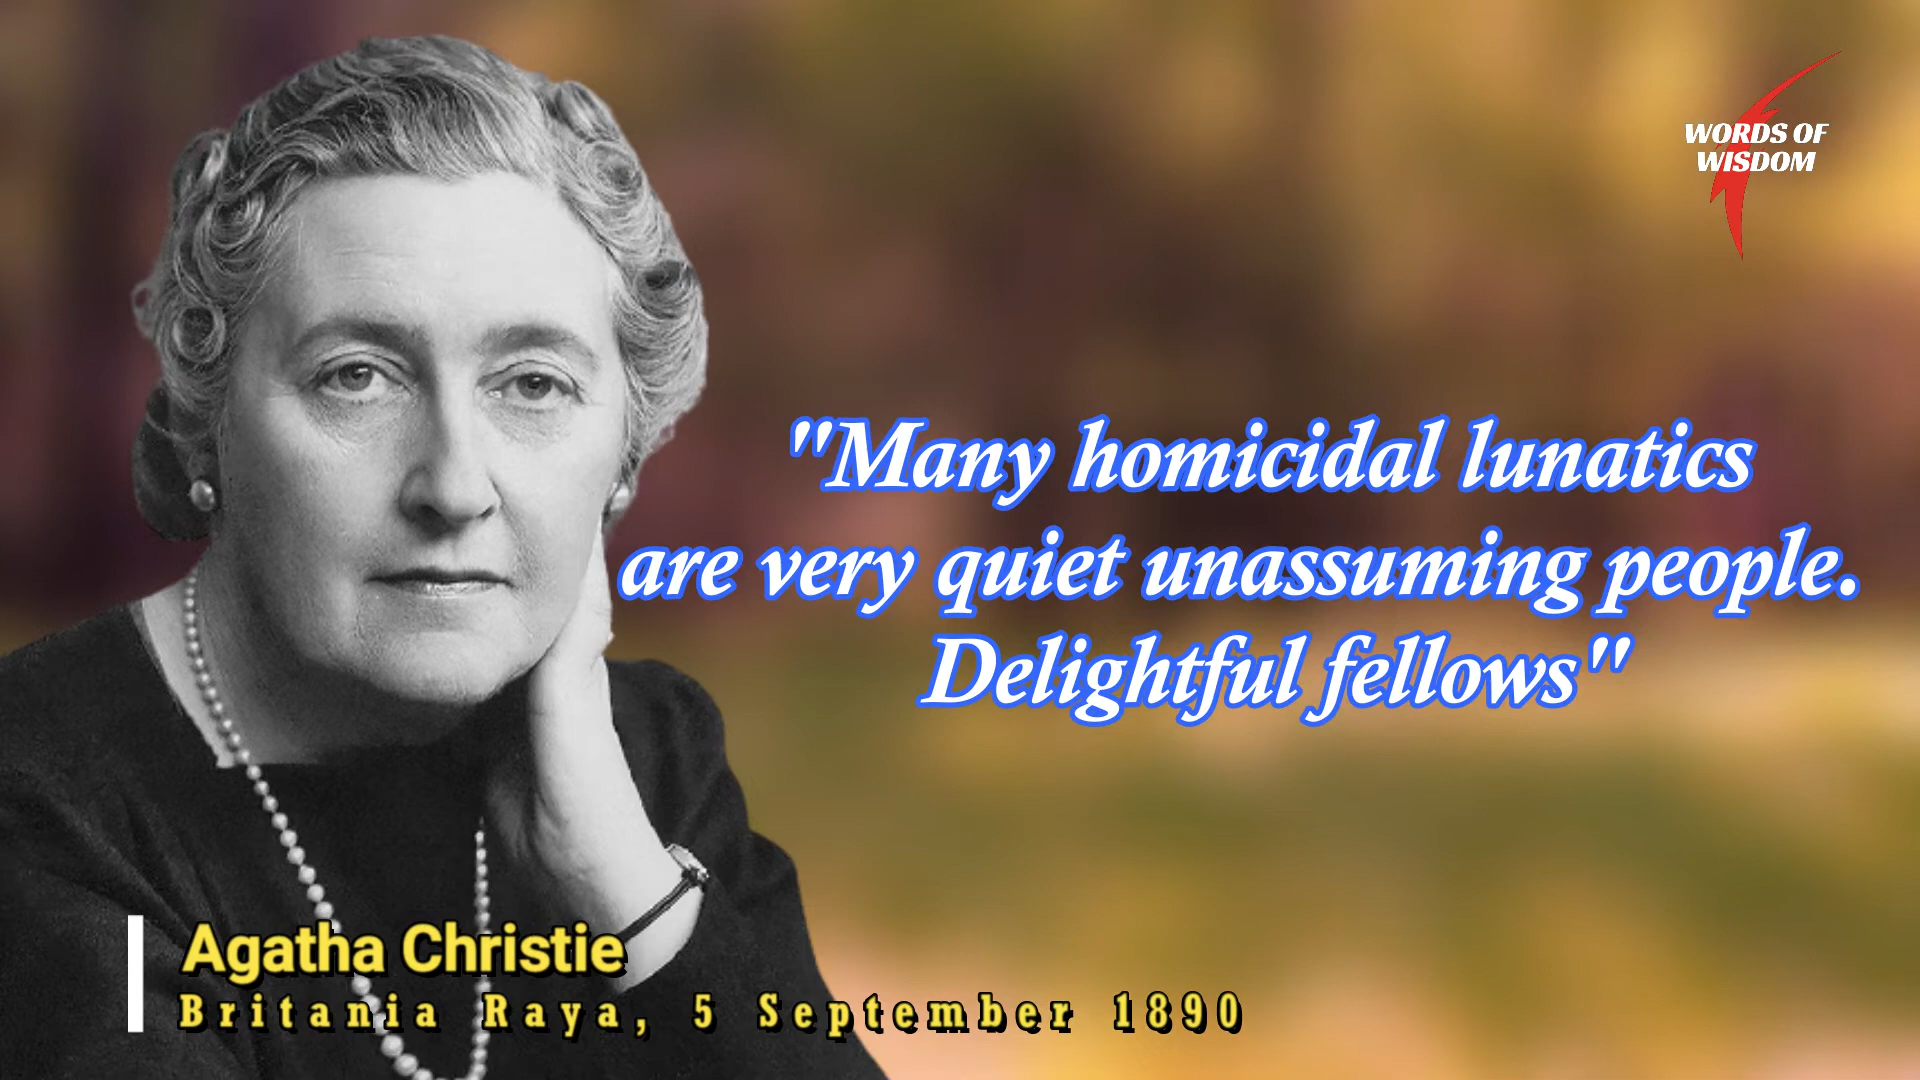 WORDS OF
WISDOM
"Many homicidal lunatics
are very quiet unassuming people.
Delightful fellows"
Agatha Christie
Britania Raya, 5 September 1890